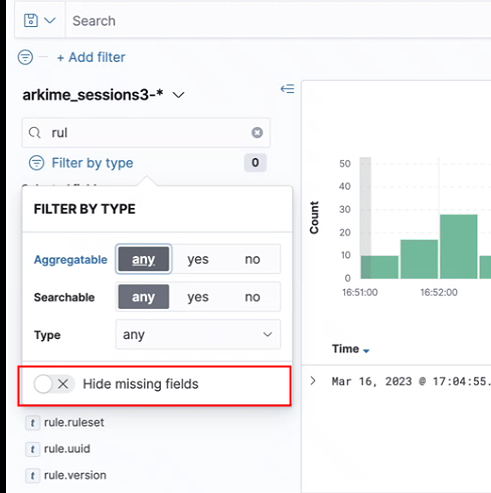 Search
+ Add filter
arkime_sessions3-*
rul
Filter by type
0
FILTER BY TYPE
Aggregatable
any
yes
no
Searchable
any
yes
no
Type
any
Hide missing fields
t rule.ruleset
t rule.uuid
t rule.version
Count
50
40
30
20
10
0
16:51:00
16:52:00
Time
Mar 16, 2023 @ 17:04:55.